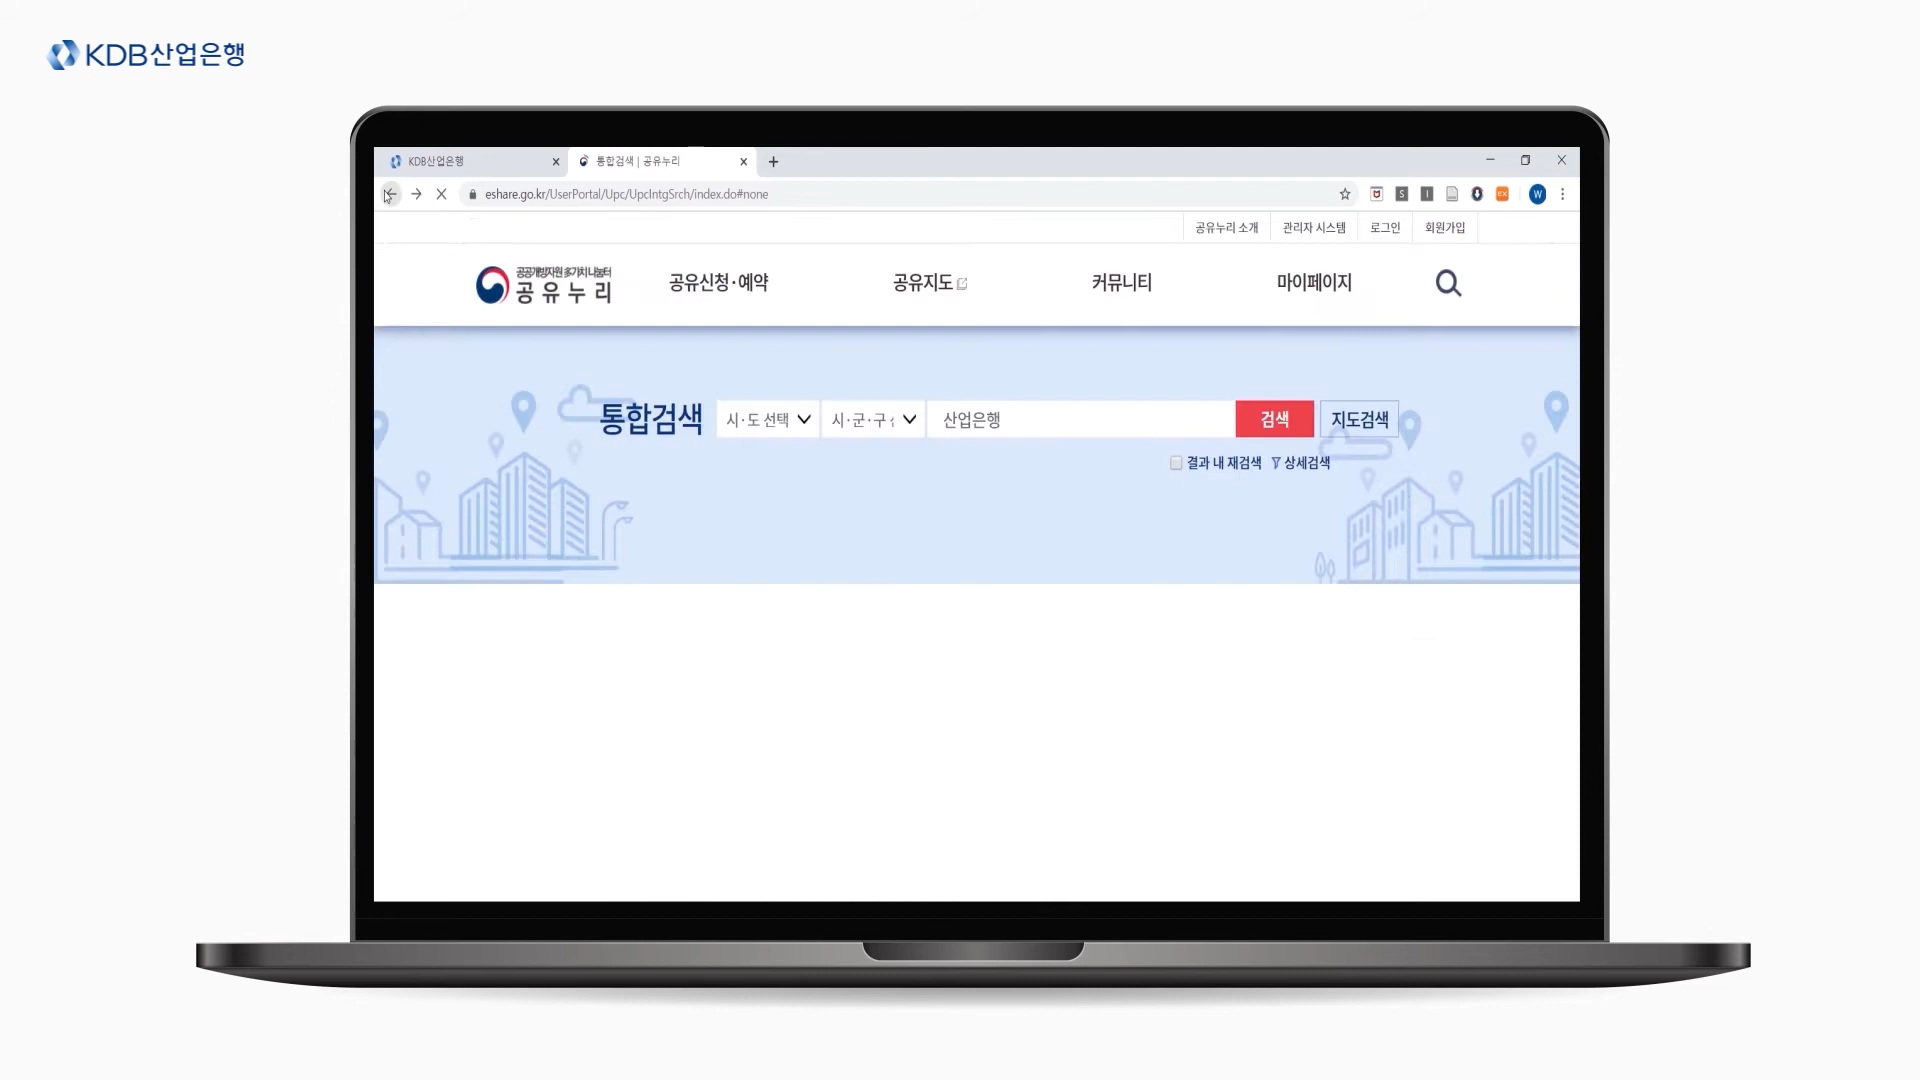 KDB산업은행
KDB산업은행
통합검색 | 공유누리
eshare.go.kr/UserPortal/Upc/UpcIntgSrch/index.do#none
공유누리 소개
관리자 시스템
로그인
회원가입
공공개방자원 多가치 나눔터
공유누리
공유신청·예약
공유지도
커뮤니티
마이페이지
통합검색
시·도 선택
시·군·구
산업은행
검색
지도검색
결과 내 재검색
상세검색